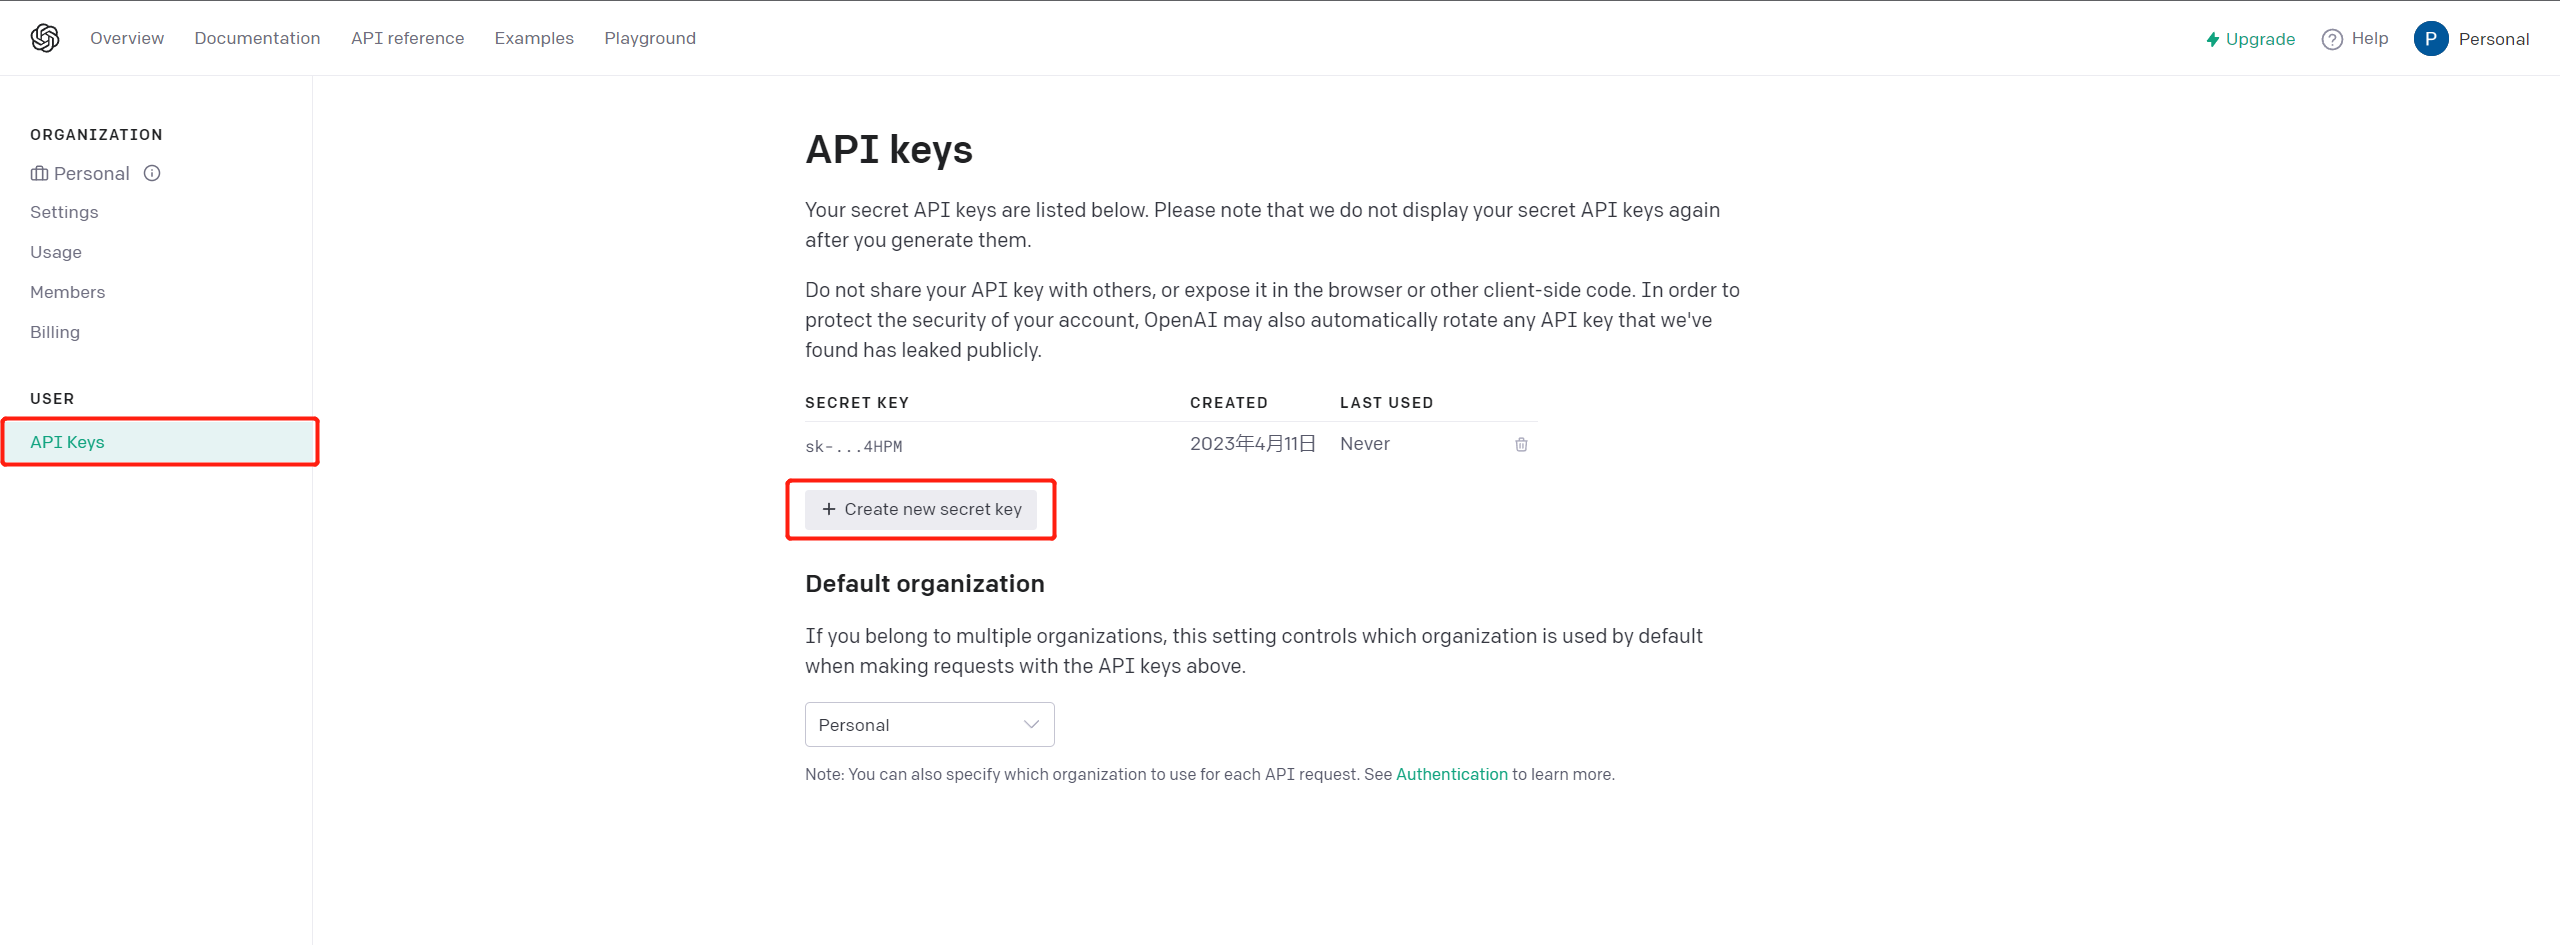 Overview Documentation API reference Examples Playground
Upgrade Help P Personal
ORGANIZATION
Personal
Settings
Usage
Members
Billing
USER
API Keys
API keys
Your secret API keys are listed below. Please note that we do not display your secret API keys again
after you generate them.
Do not share your API key with others, or expose it in the browser or other client-side code. In order to
protect the security of your account, OpenAI may also automatically rotate any API key that we've
found has leaked publicly.
SECRET KEY CREATED LAST USED
sk-...4HPM 2023年4月11日 Never
+ Create new secret key
Default organization
If you belong to multiple organizations, this setting controls which organization is used by default
when making requests with the API keys above.
Personal
Note: You can also specify which organization to use for each API request. See Authentication to learn more.